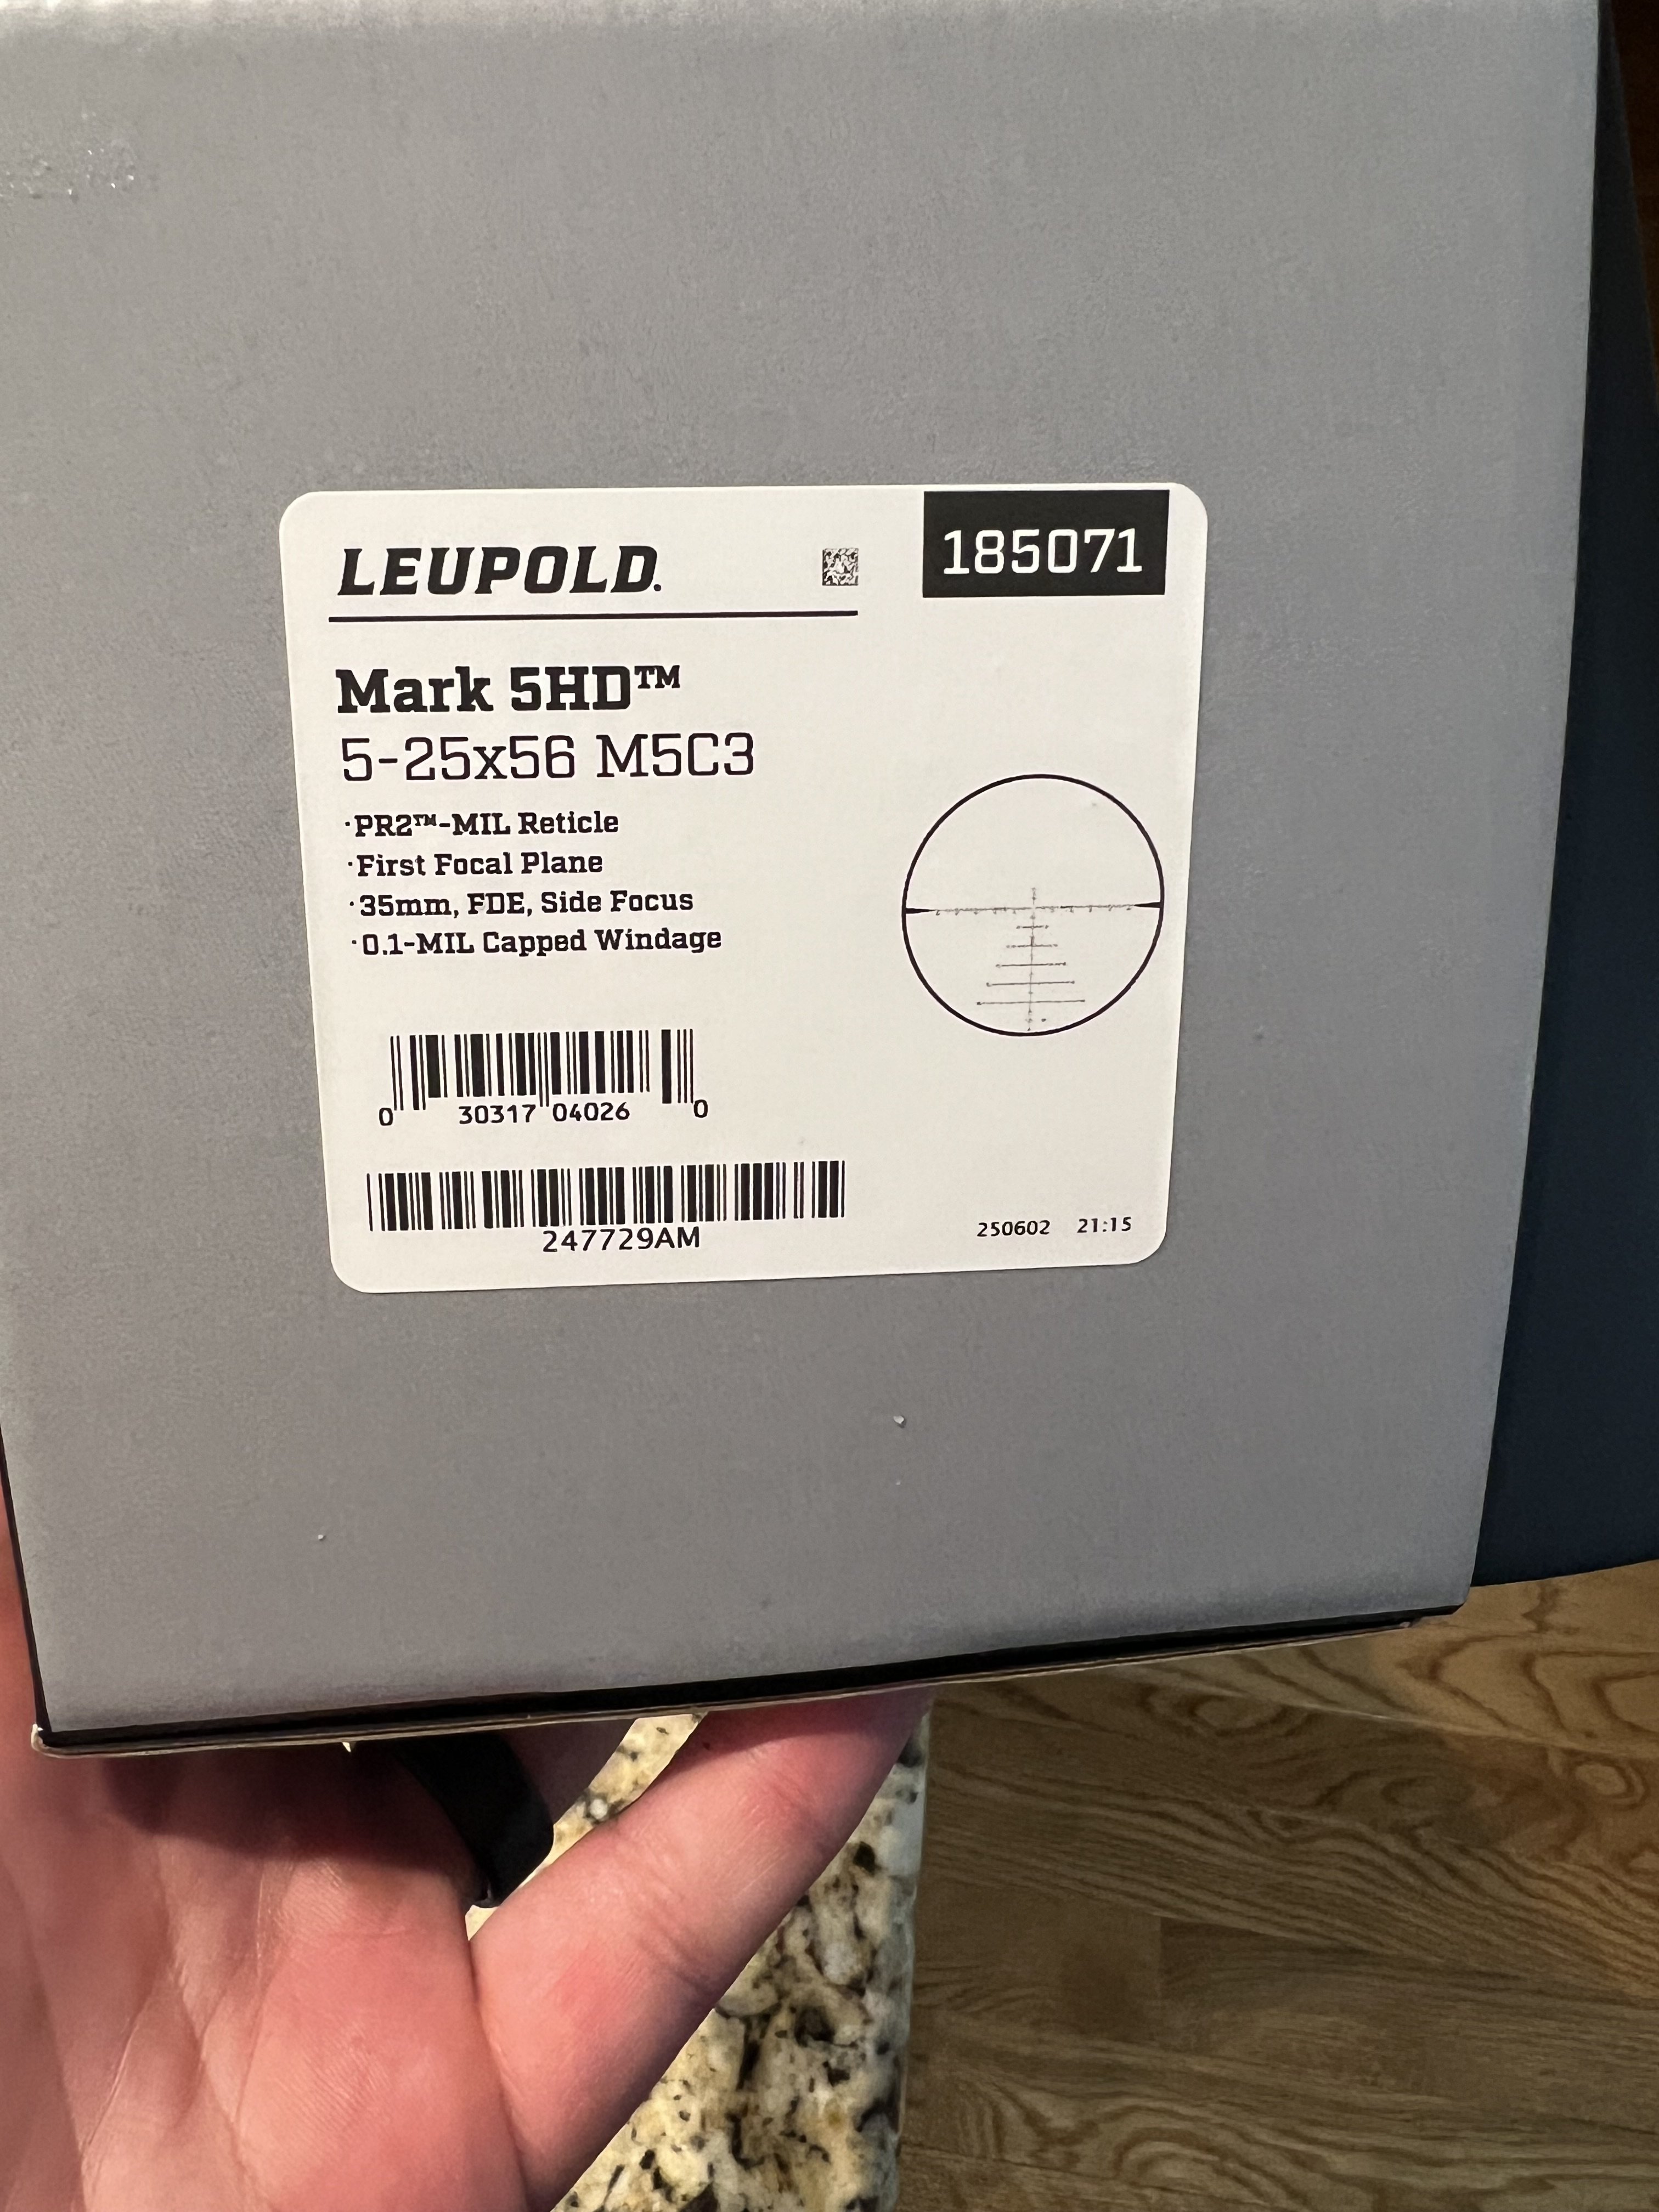 LEUPOLD.
185071
Mark 5HD™
5-25x56 M5C3
·PR2™-MIL Reticle
·First Focal Plane
·35mm, FDE, Side Focus
·0.1-MIL Capped Windage
0 30317 04026 0
247729AM
250602 21:15